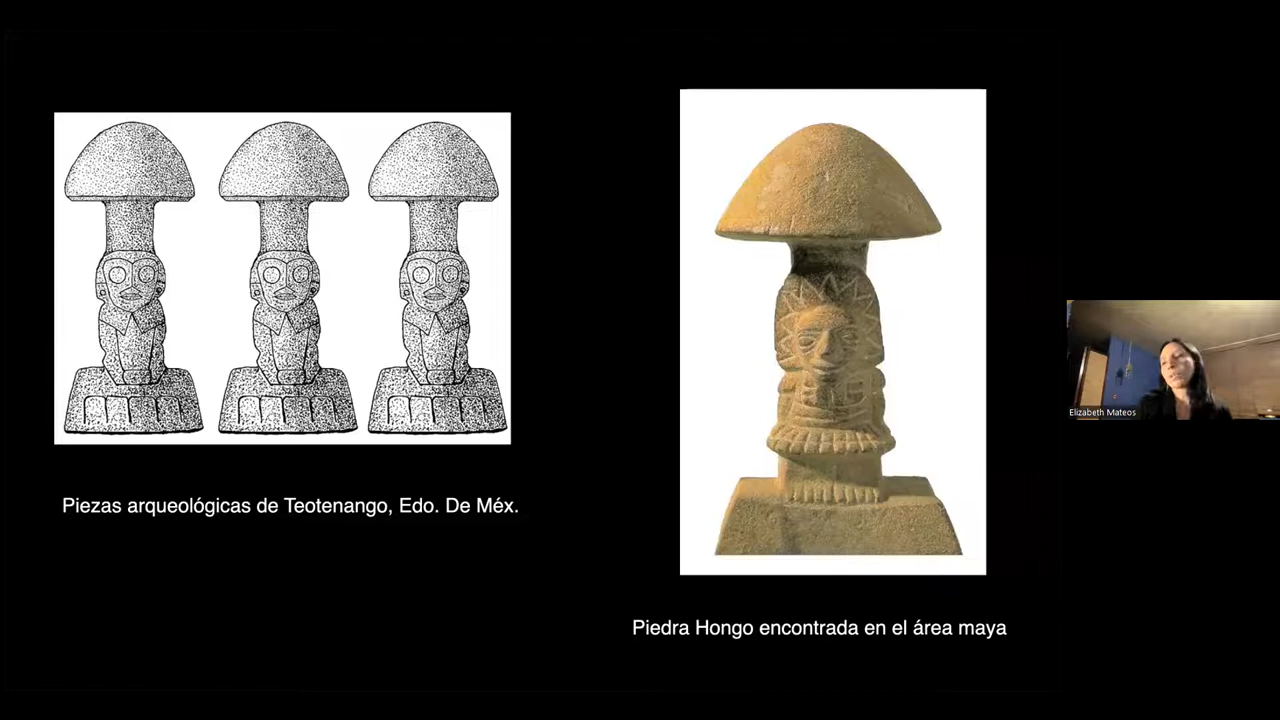 Piezas arqueológicas de Teotenango, Edo. De Méx.
Piedra Hongo encontrada en el área maya
Elizabeth Mateos